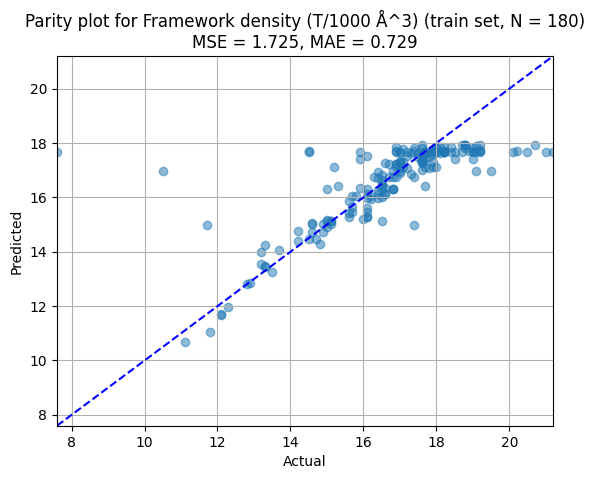 Parity plot for Framework density (T/1000 Å^3) (train set, N = 180)
MSE = 1.725, MAE = 0.729
20
18
16
14
12
10
8
Predicted
8 10 12 14 16 18 20
Actual